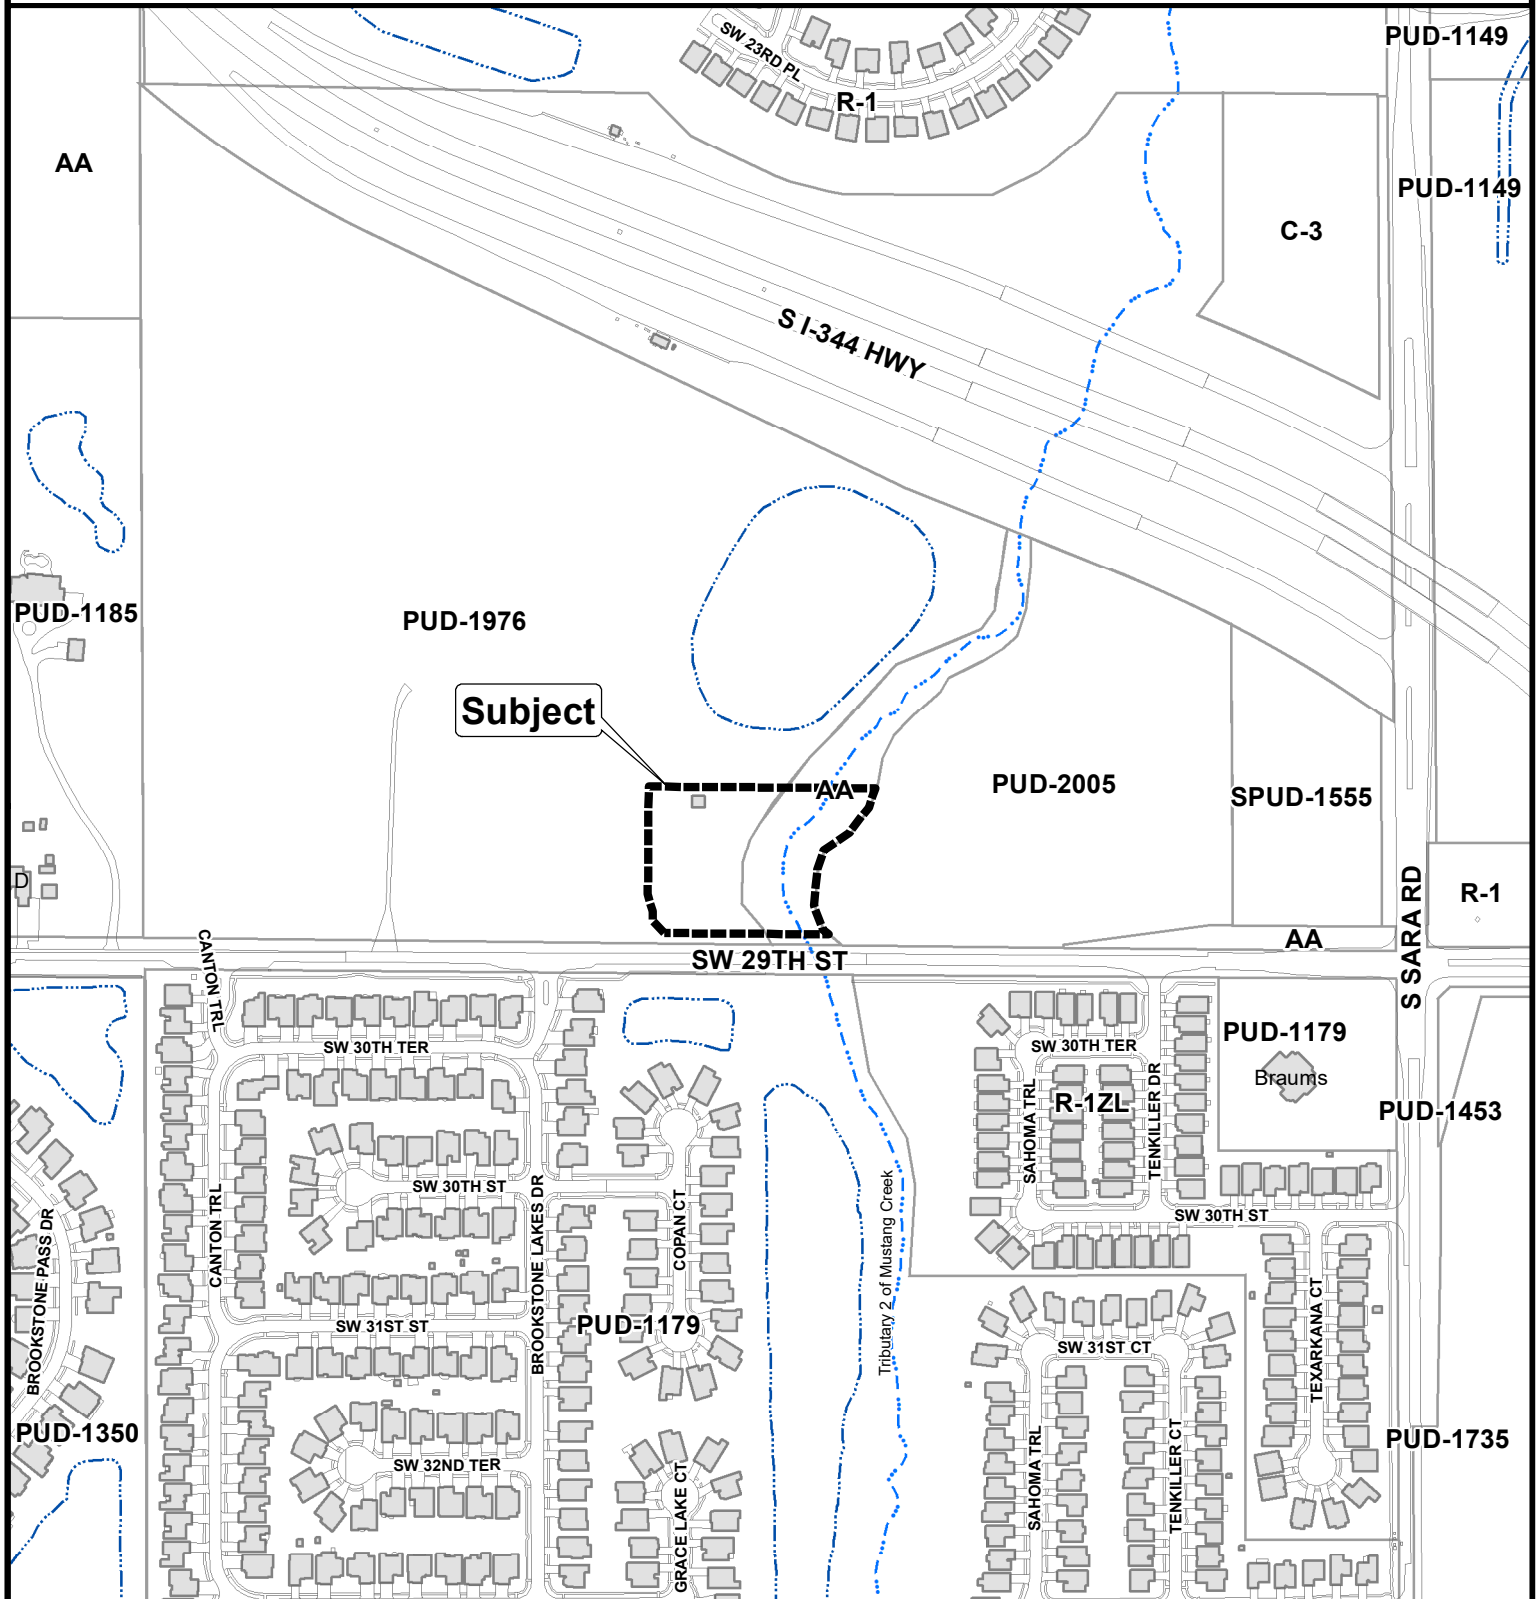 PUD-1149
SW 23RD PL
R-1
AA
PUD-1149
C-3
S I-344 HWY
PUD-1185
PUD-1976
Subject
AA
PUD-2005
SPUD-1555
D
R-1
S SARA RD
AA
SW 29TH ST
CANTON TRL
SW 30TH TER
SW 30TH TER
PUD-1179
Braums
R-1ZL
SAHOMA TRL
TENKILLER DR
PUD-1453
SW 30TH ST
CANTON TRL
BROOKSTONE LAKES DR
COPAN CT
Tributary 2 of Mustang Creek
SW 30TH ST
BROOKSTONE PASS DR
SW 31ST ST
PUD-1179
SW 31ST CT
TEXARKANA CT
PUD-1350
PUD-1735
SW 32ND TER
GRACE LAKE CT
SAHOMA TRL
TENKILLER CT